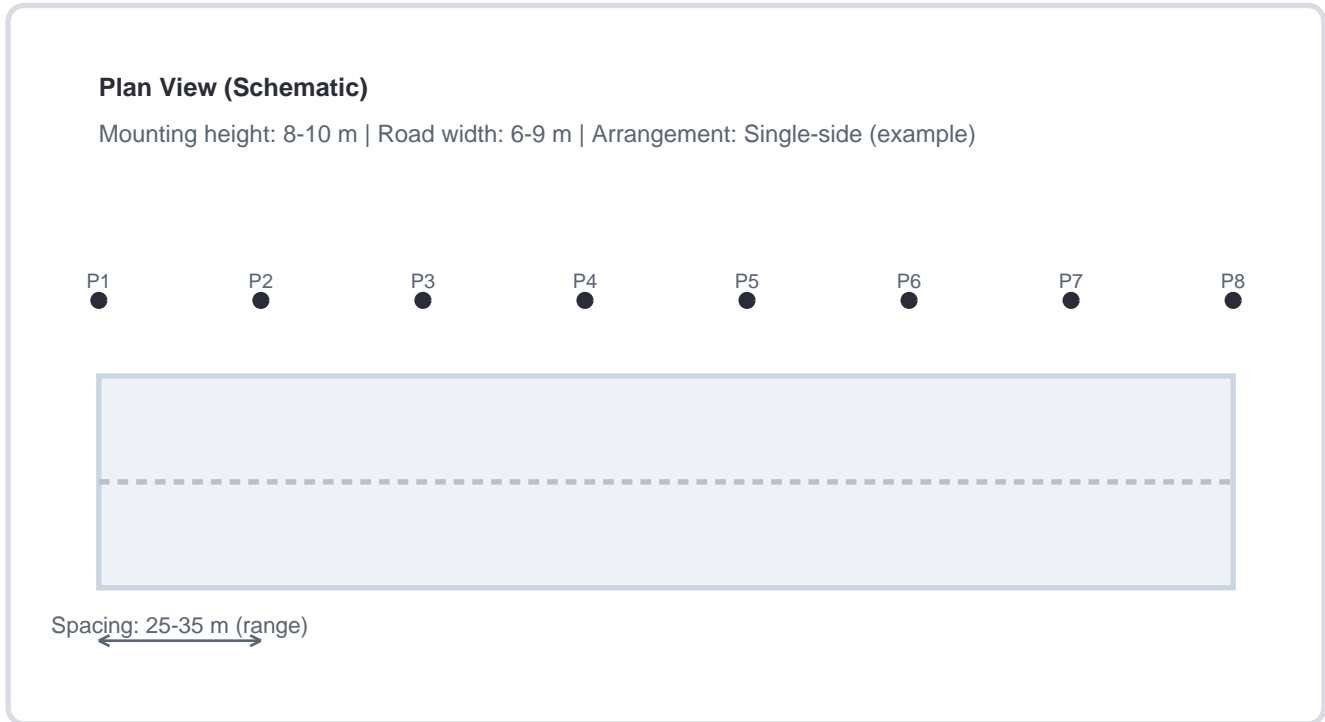 Plan View (Schematic)
Mounting height: 8-10 m | Road width: 6-9 m | Arrangement: Single-side (example)
P1 P2 P3 P4 P5 P6 P7 P8
Spacing: 25-35 m (range)